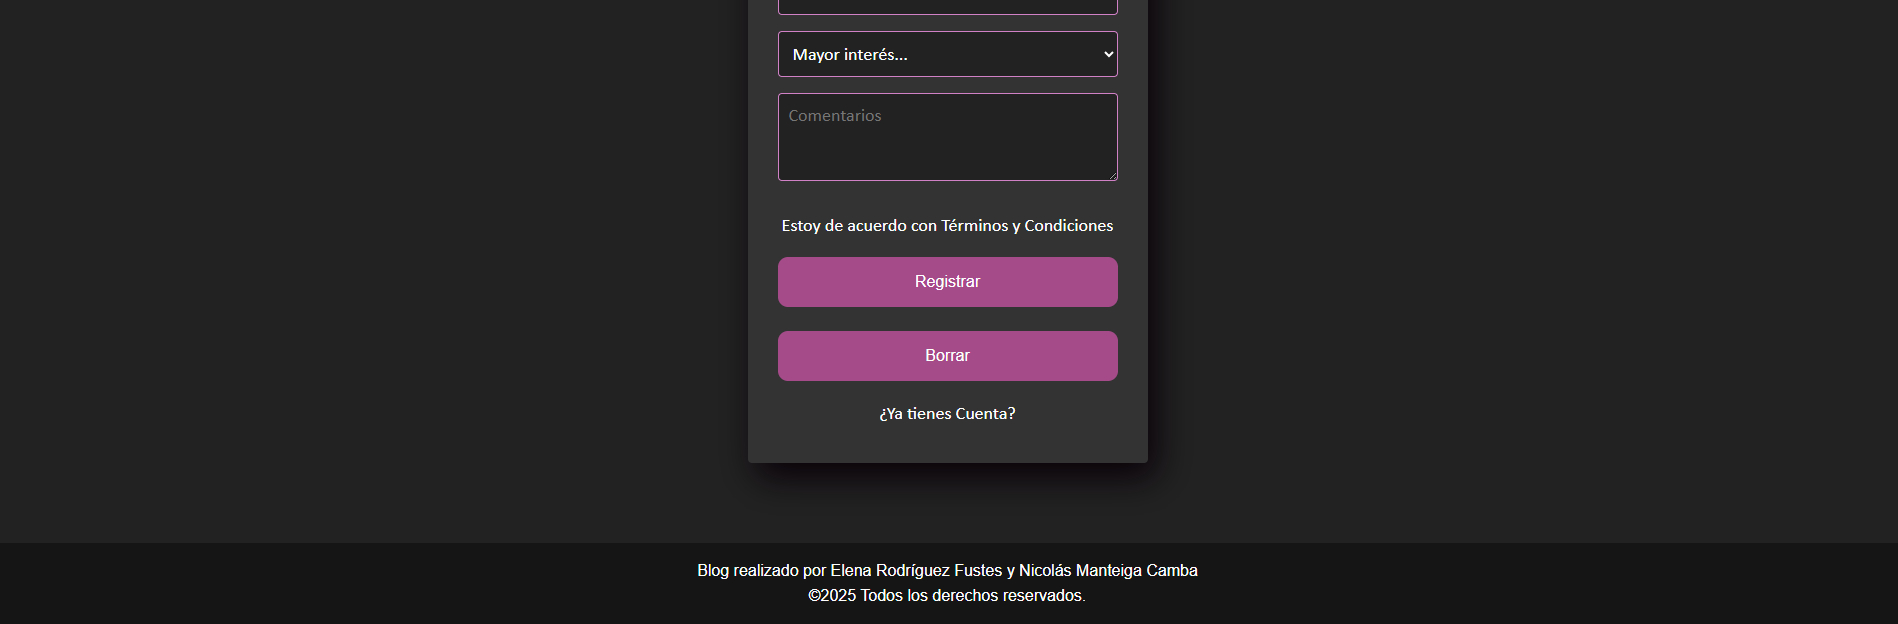 Mayor interés...
Comentarios
Estoy de acuerdo con Términos y Condiciones
Registrar
Borrar
¿Ya tienes Cuenta?
Blog realizado por Elena Rodríguez Fustes y Nicolás Manteiga Camba
©2025 Todos los derechos reservados.